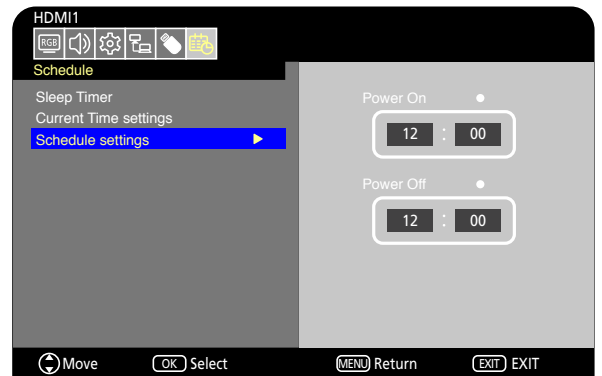 HDMI1
RGB
Schedule
Sleep Timer
Current Time settings
Schedule settings
Power On
12 : 00
Power Off
12 : 00
Move OK Select MENU Return EXIT EXIT